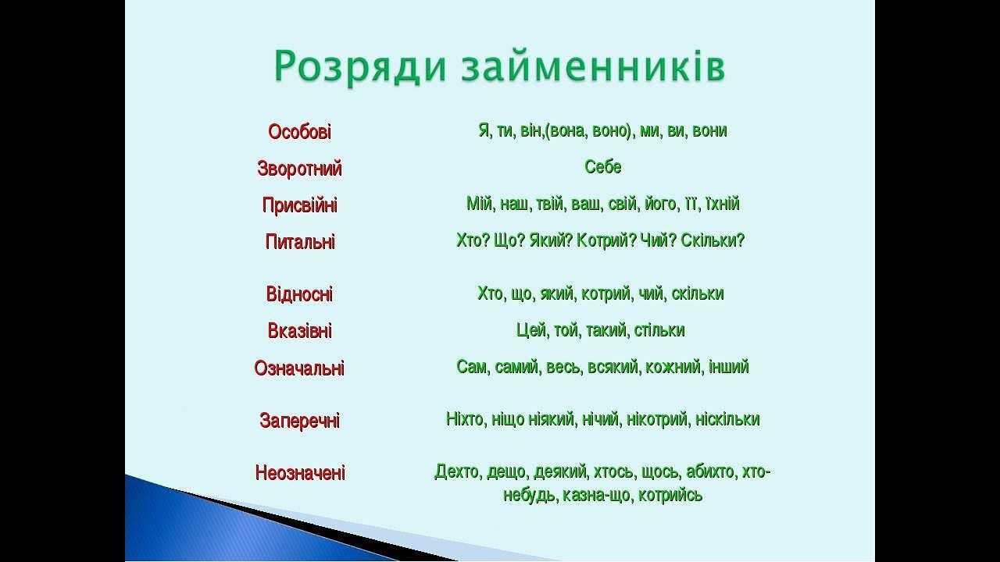 Розряди займенників
Особові Я, ти, він,(вона, воно), ми, ви, вони
Зворотний Себе
Присвійні Мій, наш, твій, ваш, свій, його, її, їхній
Питальні Хто? Що? Який? Котрий? Чий? Скільки?
Відносні Хто, що, який, котрий, чий, скільки
Вказівні Цей, той, такий, стільки
Означальні Сам, самий, весь, всякий, кожний, інший
Заперечні Ніхто, ніщо ніякий, нічий, нікотрий, ніскільки
Неозначені Дехто, дещо, деякий, хтось, щось, абихто, хто-
небудь, казна-що, котрийсь